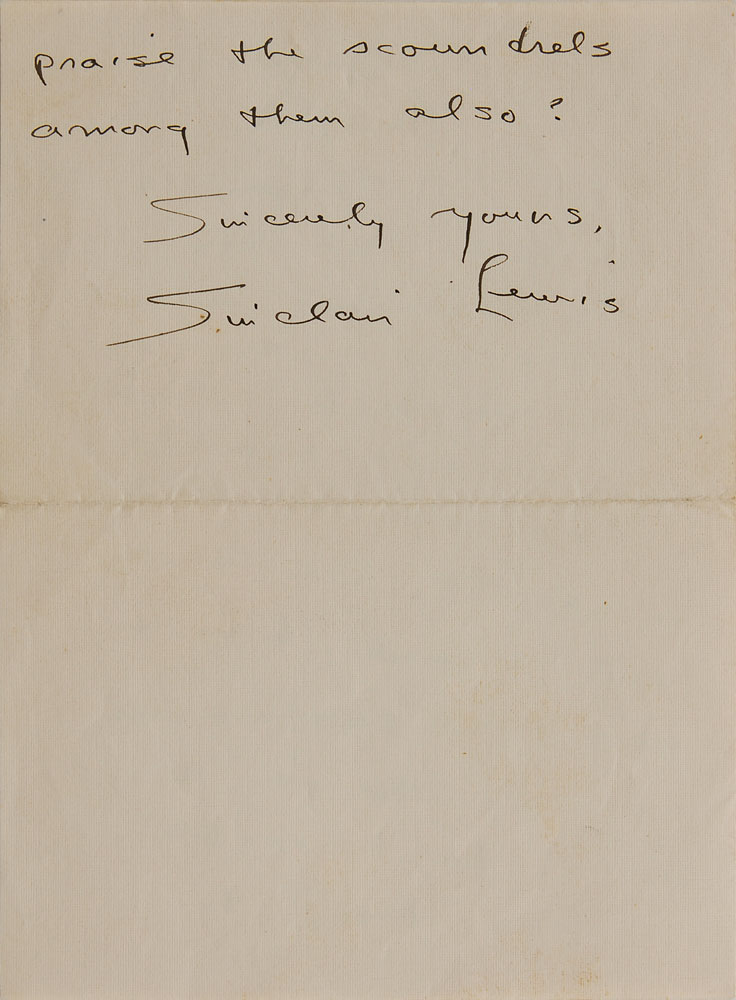 praise the scoundrels
among them also?
Sincerely yours,
Sinclair Lewis